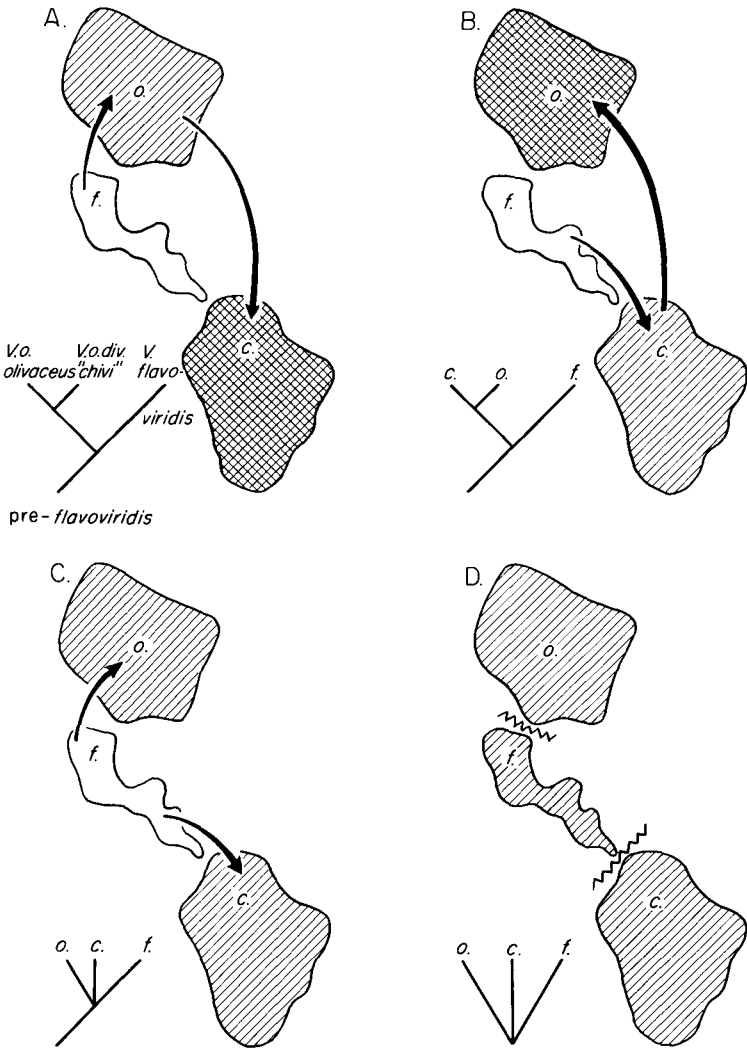 A.
o.
f.
c.
V.o. V.o.div. V.
olivaceus "chivi" flavo-
viridis
pre-flavoviridis
B.
o.
f.
c.
c. o. f.
C.
o.
f.
c.
o. c. f.
D.
o.
f.
c.
o. c. f.